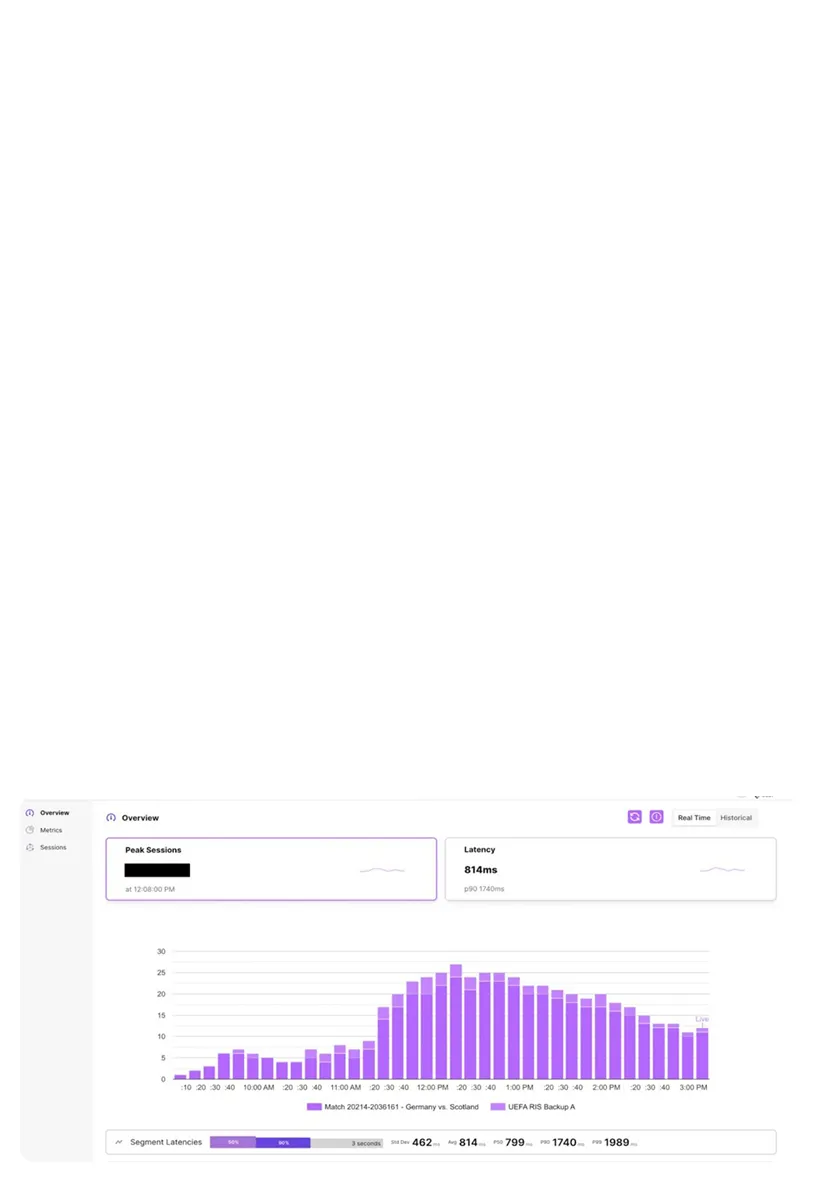 Overview
Metrics
Sessions
Overview
Real Time Historical
Peak Sessions
at 12:08:00 PM
Latency
814ms
p90 1740ms
30
25
20
15
10
5
0
Live
:10 :20 :30 :40 10:00 AM :20 :30 :40 11:00 AM :20 :30 :40 12:00 PM :20 :30 :40 1:00 PM :20 :30 :40 2:00 PM :20 :30 :40 3:00 PM
Match 20214-2036161 - Germany vs. Scotland UEFA RIS Backup A
Segment Latencies 50% 90% 3 seconds Std Dev 462 ms Avg 814 ms P50 799 ms P90 1740 ms P99 1989 ms